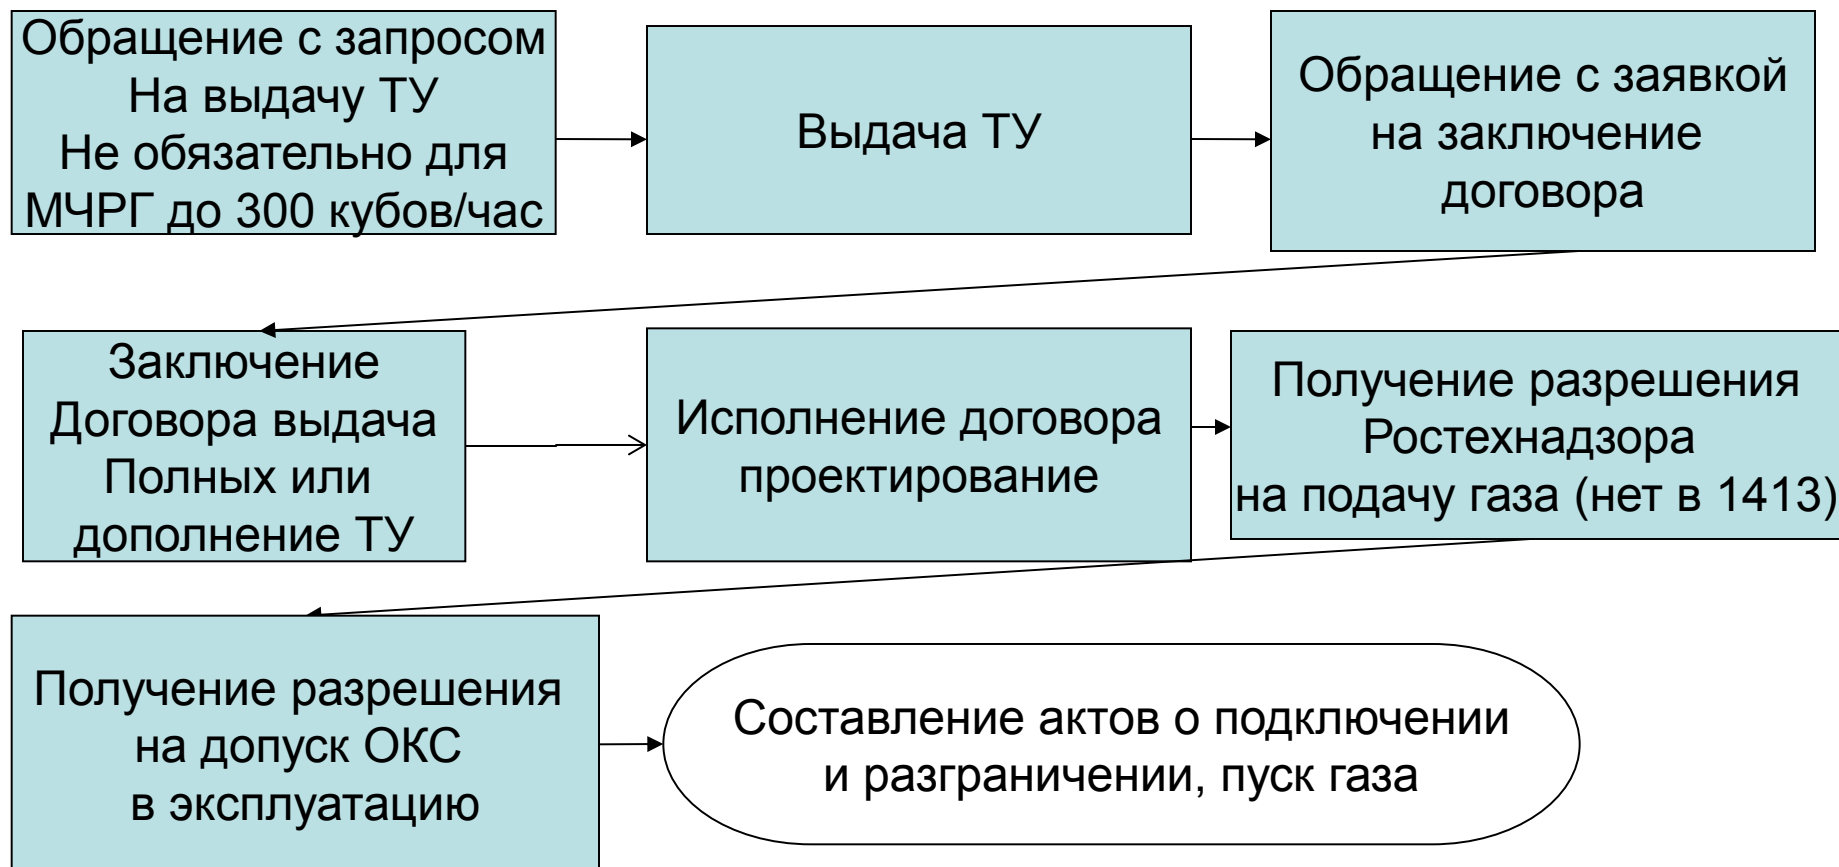 Обращение с запросом
На выдачу ТУ
Не обязательно для
МЧРГ до 300 кубов/час
Выдача ТУ
Обращение с заявкой
на заключение
договора
Заключение
Договора выдача
Полных или
дополнение ТУ
Исполнение договора
проектирование
Получение разрешения
Ростехнадзора
на подачу газа (нет в 1413)
Получение разрешения
на допуск ОКС
в эксплуатацию
Составление актов о подключении
и разграничении, пуск газа